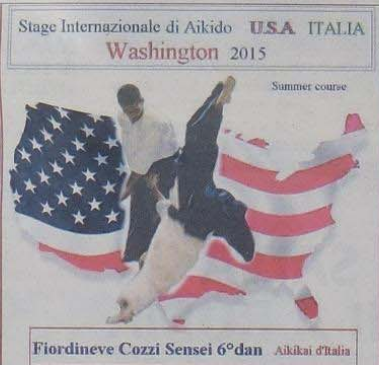 Stage Internazionale di Aikido U.S.A ITALIA
Washington 2015
Summer course
Fiordineve Cozzi Sensei 6°dan Aikikai d'Italia